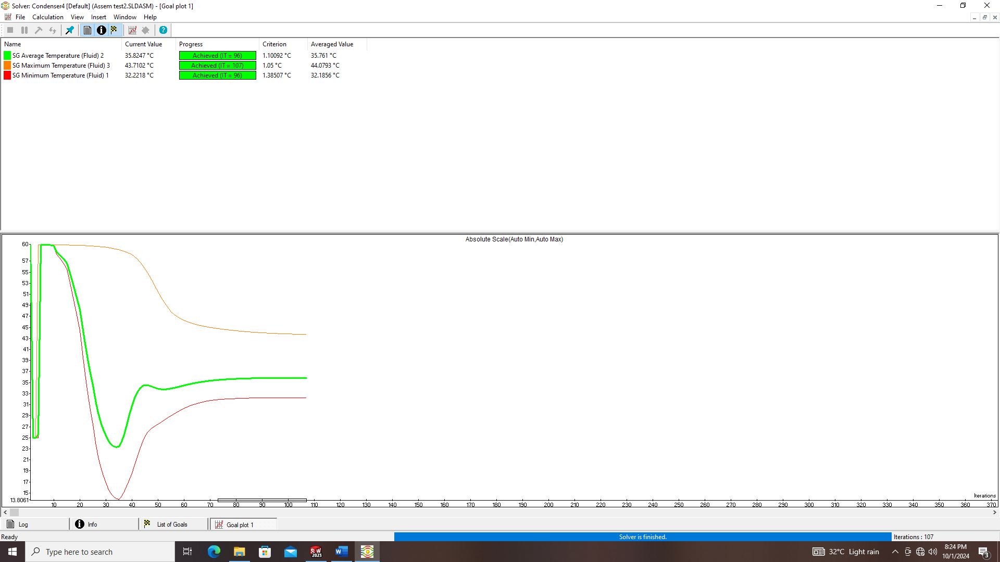 Solver: Condenser4 [Default] (Assem test2.SLDASM) - [Goal plot 1]
File Calculation View Insert Window Help
Name Current Value Progress Criterion Averaged Value
SG Average Temperature (Fluid) 2 35.8247 °C Achieved (IT = 96) 1.10092 °C 35.761 °C
SG Maximum Temperature (Fluid) 3 43.7102 °C Achieved (IT = 107) 1.05 °C 44.0793 °C
SG Minimum Temperature (Fluid) 1 32.2218 °C Achieved (IT = 96) 1.38507 °C 32.1856 °C
Absolute Scale(Auto Min,Auto Max)
60
57
55
53
51
49
47
45
43
41
39
37
35
33
31
29
27
25
23
21
19
17
15
13.8061
Iterations
10 20 30 40 50 60 70 80 90 100 110 120 130 140 150 160 170 180 190 200 210 220 230 240 250 260 270 280 290 300 310 320 330 340 350 360 370
Log Info List of Goals Goal plot 1
Ready Solver is finished. Iterations : 107
Type here to search
SW 2023
32°C Light rain
8:24 PM
10/1/2024
3